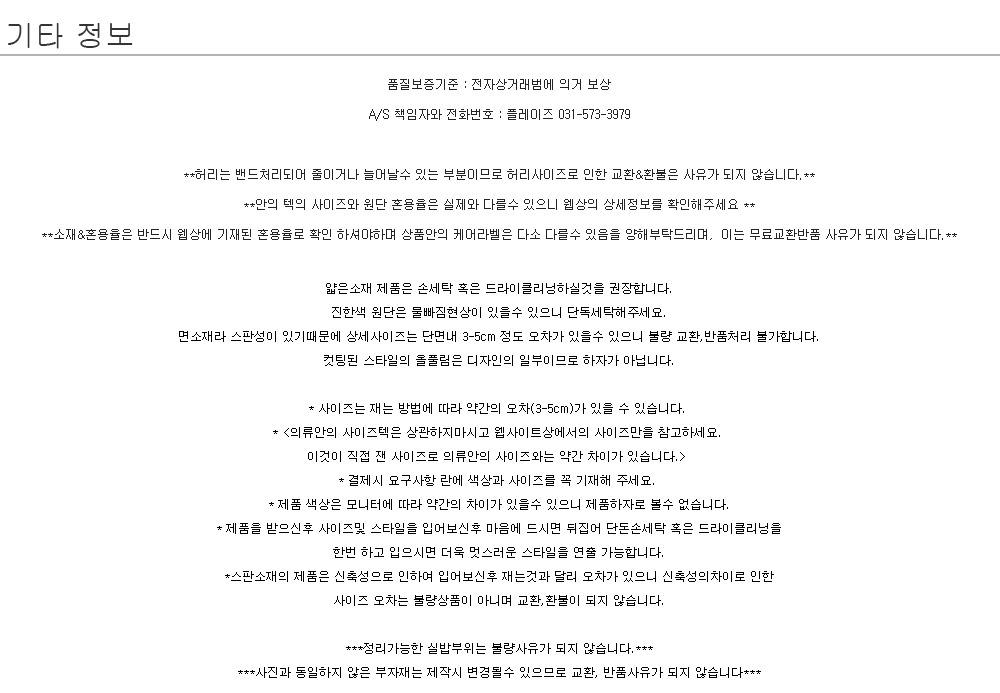 기타 정보
품질보증기준 : 전자상거래범에 의거 보상
A/S 책임자와 전화번호 : 플레이즈 031-573-3979
**허리는 밴드처리되어 줄이거나 늘어날수 있는 부분이므로 허리사이즈로 인한 교환&환불은 사유가 되지 않습니다.**
**안의 텍의 사이즈와 원단 혼용율은 실제와 다를수 있으니 웹상의 상세정보를 확인해주세요 **
**소재&혼용율은 반드시 웹상에 기재된 혼용율로 확인 하셔야하며 상품안의 케어라벨은 다소 다를수 있음을 양해부탁드리며, 이는 무료교환반품 사유가 되지 않습니다.**
얇은소재 제품은 손세탁 혹은 드라이클리닝하실것을 권장합니다.
진한색 원단은 물빠짐현상이 있을수 있으니 단독세탁해주세요.
면소재라 스판성이 있기때문에 상세사이즈는 단면내 3-5cm 정도 오차가 있을수 있으니 불량 교환,반품처리 불가합니다.
컷팅된 스타일의 올풀림은 디자인의 일부이므로 하자가 아닙니다.
* 사이즈는 재는 방법에 따라 약간의 오차(3-5cm)가 있을 수 있습니다.
* <의류안의 사이즈텍은 상관하지마시고 웹사이트상에서의 사이즈만을 참고하세요.
이것이 직접 잰 사이즈로 의류안의 사이즈와는 약간 차이가 있습니다.>
* 결제시 요구사항 란에 색상과 사이즈를 꼭 기재해 주세요.
* 제품 색상은 모니터에 따라 약간의 차이가 있을수 있으니 제품하자로 볼수 없습니다.
* 제품을 받으신후 사이즈및 스타일을 입어보신후 마음에 드시면 뒤집어 단돈손세탁 혹은 드라이클리닝을
한번 하고 입으시면 더욱 멋스러운 스타일을 연출 가능합니다.
*스판소재의 제품은 신축성으로 인하여 입어보신후 재는것과 달리 오차가 있으니 신축성의차이로 인한
사이즈 오차는 불량상품이 아니며 교환,환불이 되지 않습니다.
***정리가능한 실밥부위는 불량사유가 되지 않습니다.***
***사진과 동일하지 않은 부자재는 제작시 변경될수 있으므로 교환, 반품사유가 되지 않습니다***